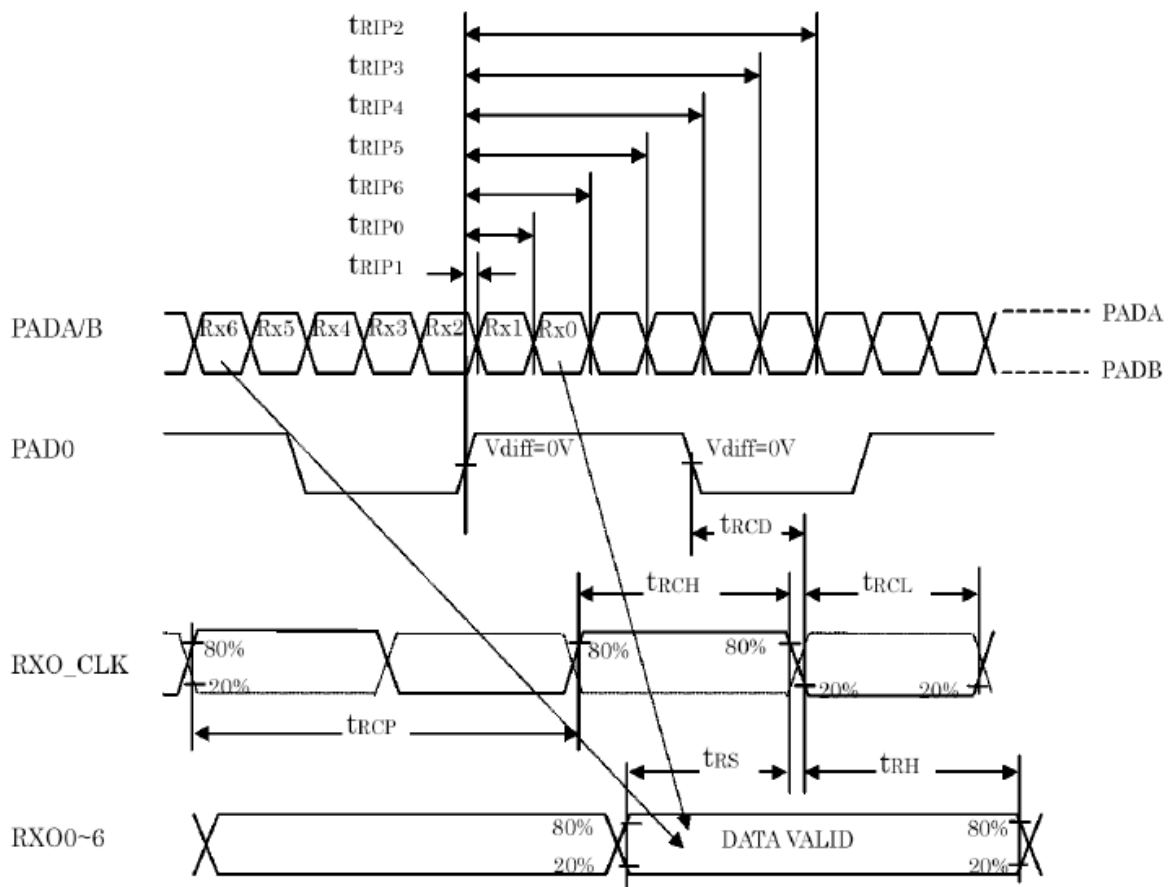 tRIP2
tRIP3
tRIP4
tRIP5
tRIP6
tRIP0
tRIP1
PADA/B Rx6 Rx5 Rx4 Rx3 Rx2 Rx1 Rx0 PADA
PADB
PAD0 Vdiff=0V Vdiff=0V
tRCD
tRCH tRCL
RXO_CLK 80% 80% 80%
20% 20% 20%
tRCP
tRS tRH
RXO0~6 80% DATA VALID 80%
20% 20%